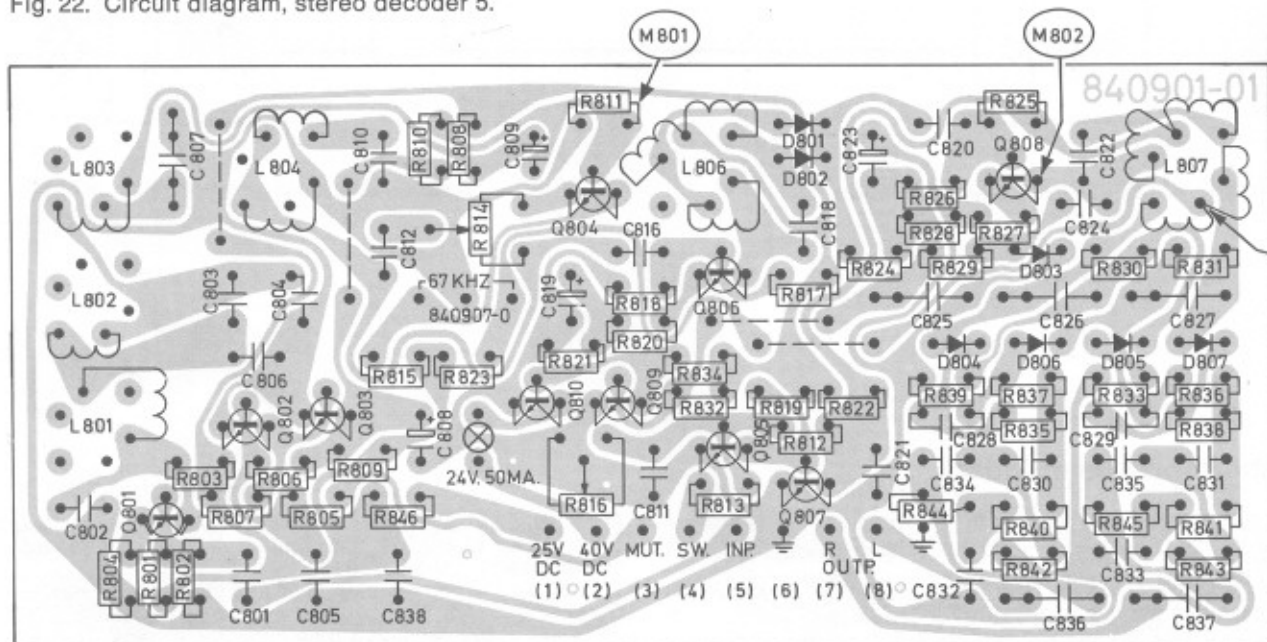 Fig. 22. Circuit diagram, stereo decoder 5.
M801
M802
840901-01
L803
C807
L804
C810
R810
R808
C809
R811
L806
D801
D802
C823
C820
R825
Q808
C822
L807
C812
R814
Q804
C816
C818
R826
R828
R827
C824
R824
R829
D803
R830
R831
L802
C803
C804
67 KHZ
840907-0
C819
R818
R820
Q806
R817
C825
C826
C827
C806
R815
R823
R821
R834
D804
D806
D805
D807
L801
Q802
Q803
C808
Q810
Q809
R832
R819
R822
R839
R837
R833
R836
C828
R835
C829
R838
R803
R806
R809
24V. 50MA.
Q805
R812
C821
C834
C830
C835
C831
C802
Q801
R807
R805
R846
R816
C811
R813
Q807
R844
R840
R845
R841
R804
R801
R802
C801
C805
C838
25V DC
40V DC
MUT.
SW.
INP.
R
L
OUTP.
(1)
(2)
(3)
(4)
(5)
(6)
(7)
(8)
C832
R842
C833
R843
C836
C837